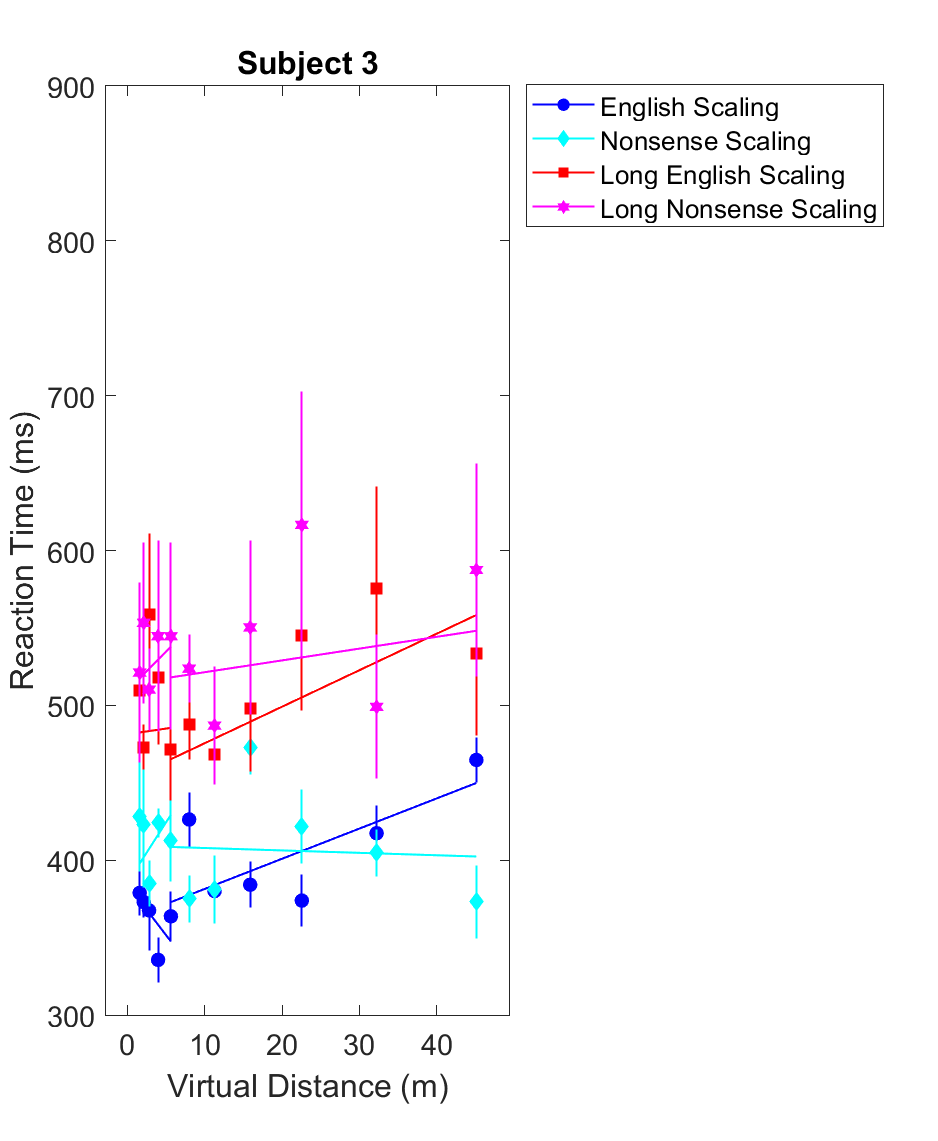 Subject 3
900
800
700
600
500
400
300
Reaction Time (ms)
0 10 20 30 40
Virtual Distance (m)
English Scaling
Nonsense Scaling
Long English Scaling
Long Nonsense Scaling